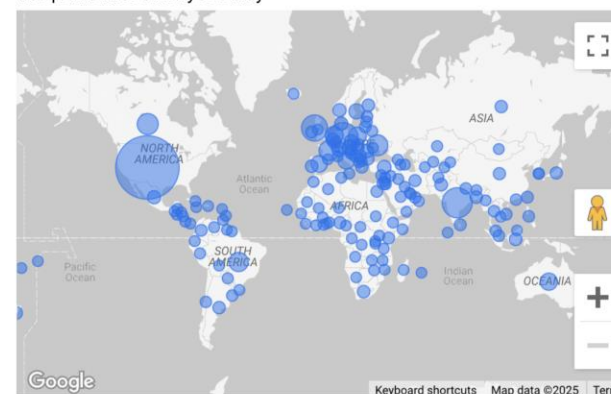 NORTH
AMERICA
ASIA
Atlantic
Ocean
AFRICA
SOUTH
AMERICA
Pacific
Ocean
Indian
Ocean
OCEANIA
Google
Keyboard shortcuts
Map data ©2025